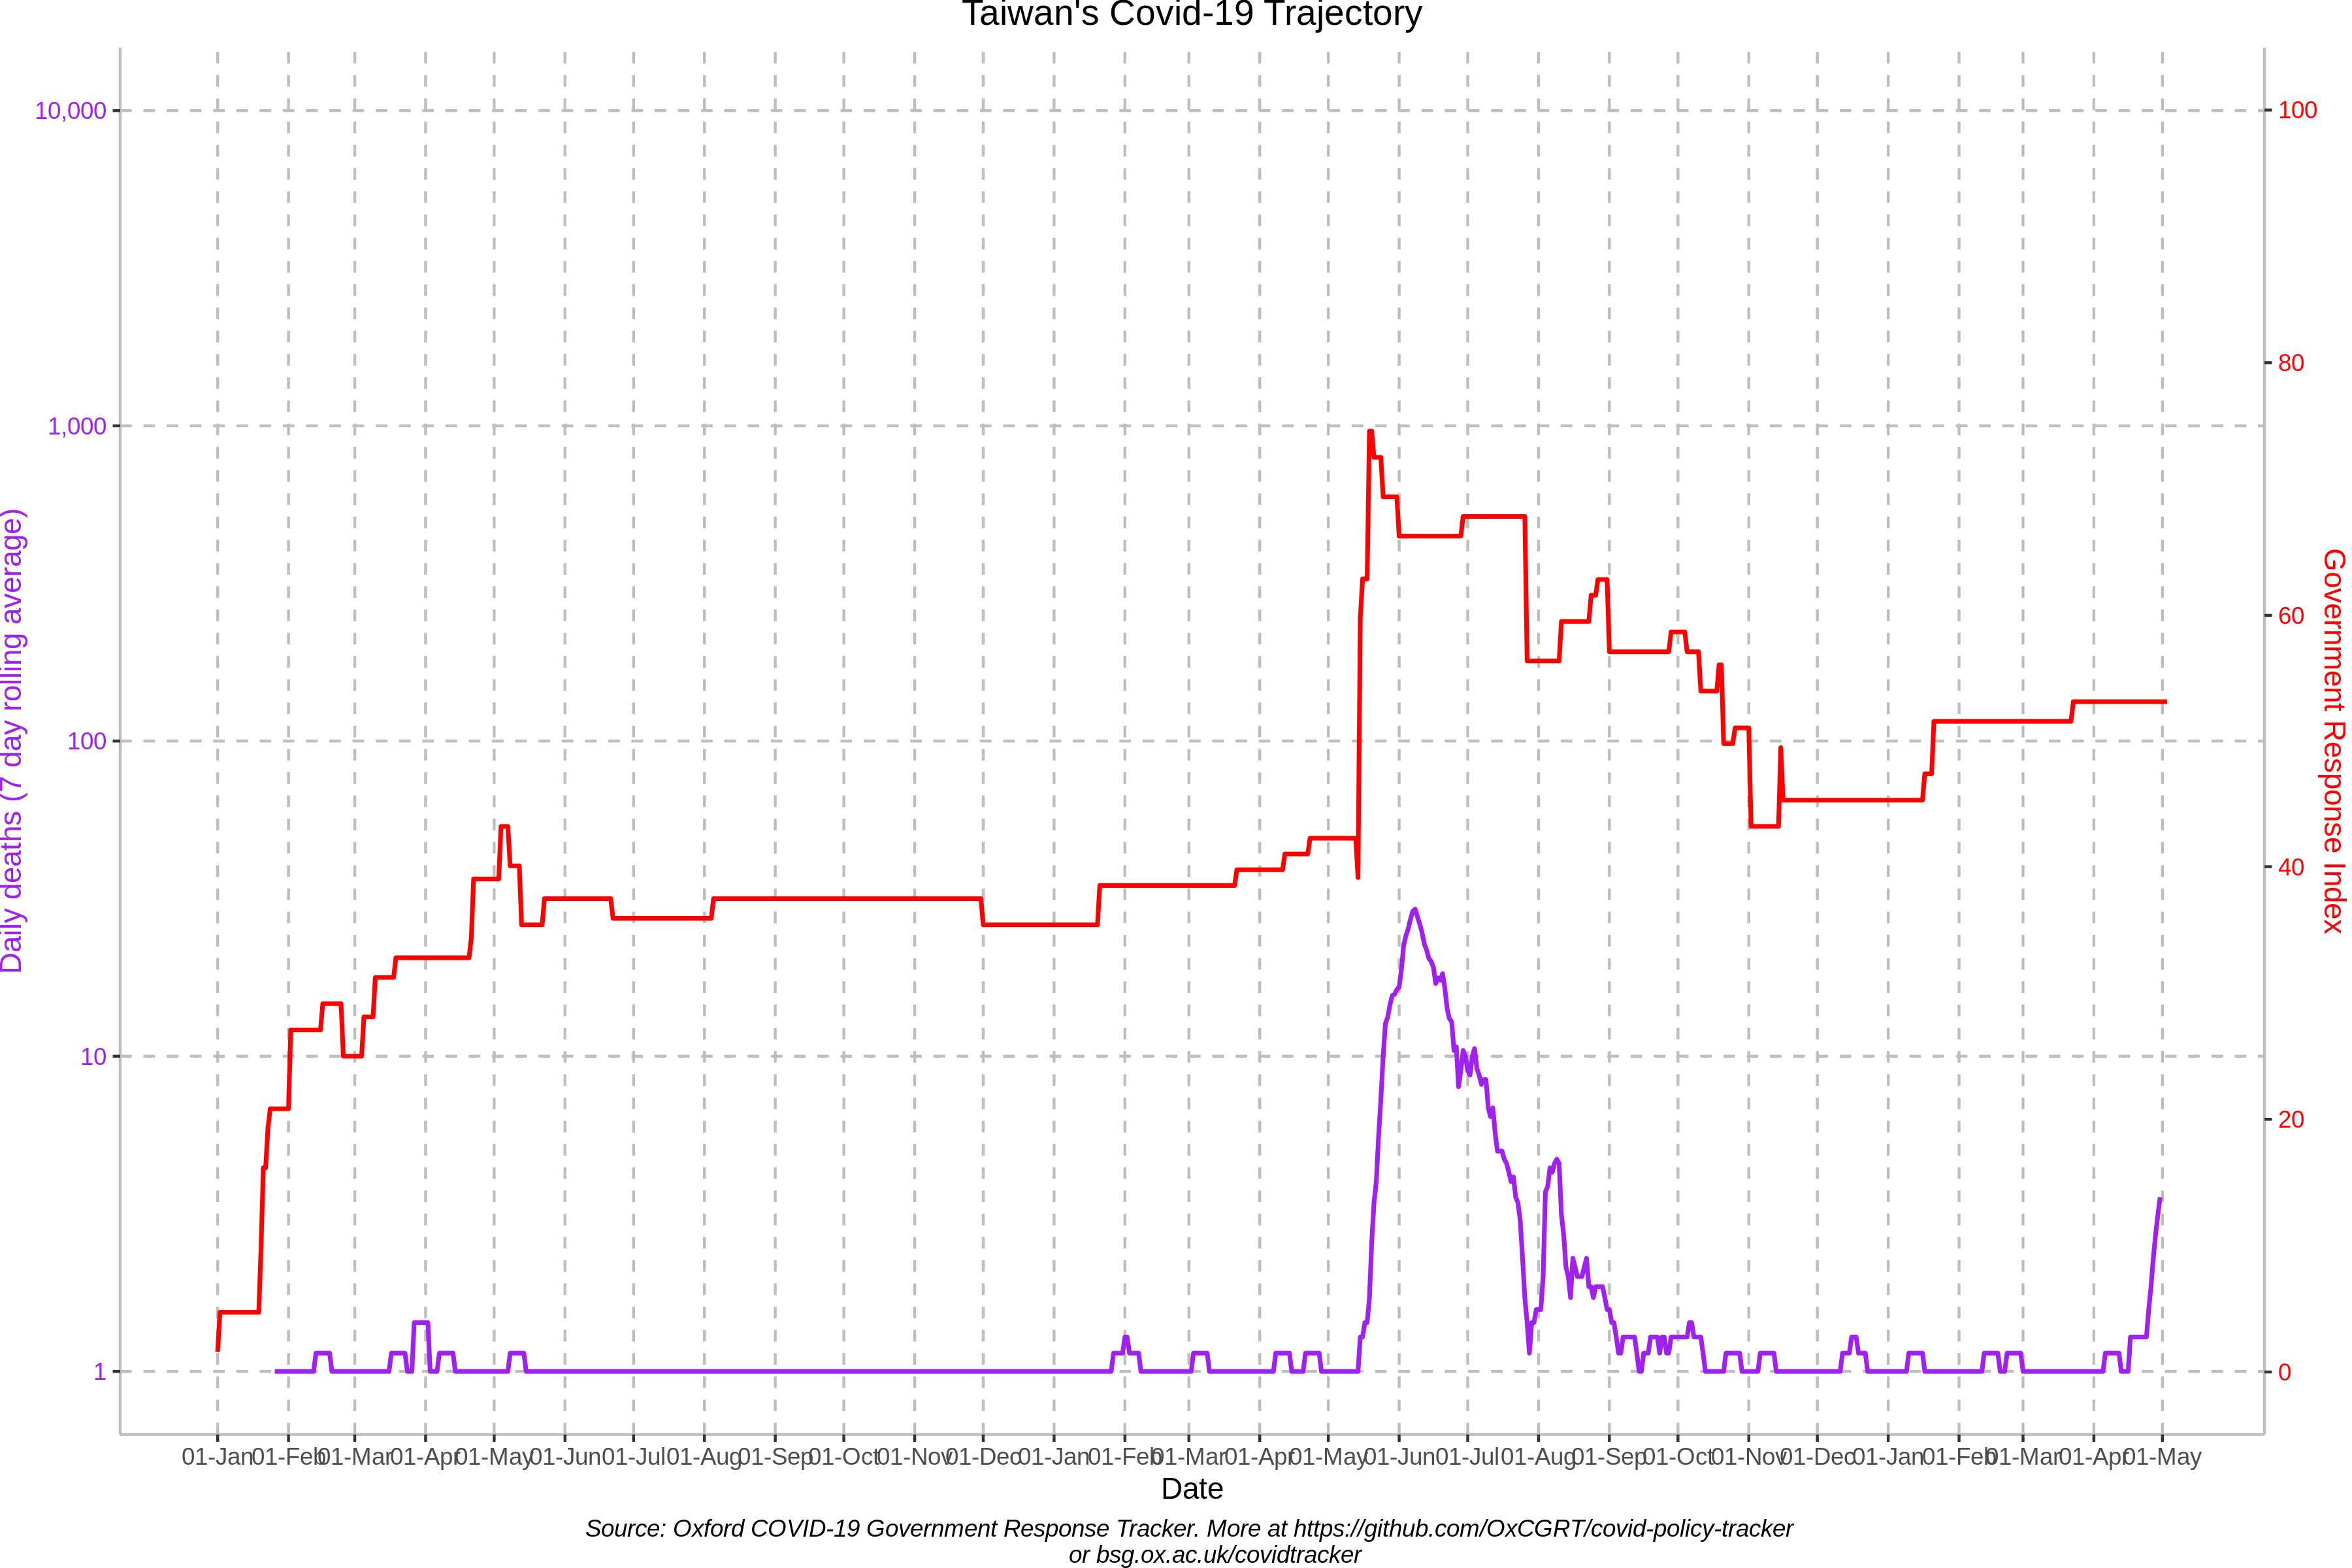 Taiwan's Covid-19 Trajectory
10,000
1,000
100
10
1
Daily deaths (7 day rolling average)
100
80
60
40
20
0
Government Response Index
01-Jan 01-Feb 01-Mar 01-Apr 01-May 01-Jun 01-Jul 01-Aug 01-Sep 01-Oct 01-Nov 01-Dec 01-Jan 01-Feb 01-Mar 01-Apr 01-May 01-Jun 01-Jul 01-Aug 01-Sep 01-Oct 01-Nov 01-Dec 01-Jan 01-Feb 01-Mar 01-Apr 01-May
Date
Source: Oxford COVID-19 Government Response Tracker. More at https://github.com/OxCGRT/covid-policy-tracker
or bsg.ox.ac.uk/covidtracker